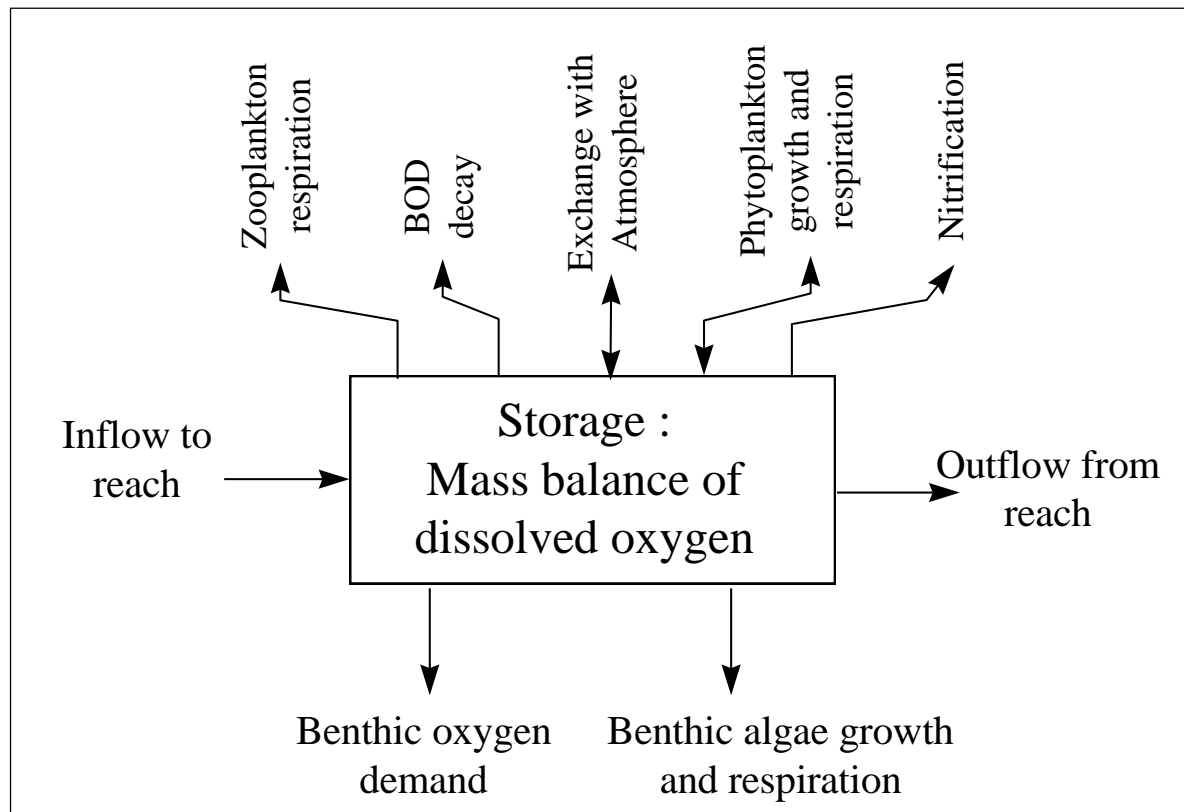 Zooplankton
respiration
BOD
decay
Exchange with
Atmosphere
Phytoplankton
growth and
respiration
Nitrification
Inflow to
reach
Storage :
Mass balance of
dissolved oxygen
Outflow from
reach
Benthic oxygen
demand
Benthic algae growth
and respiration